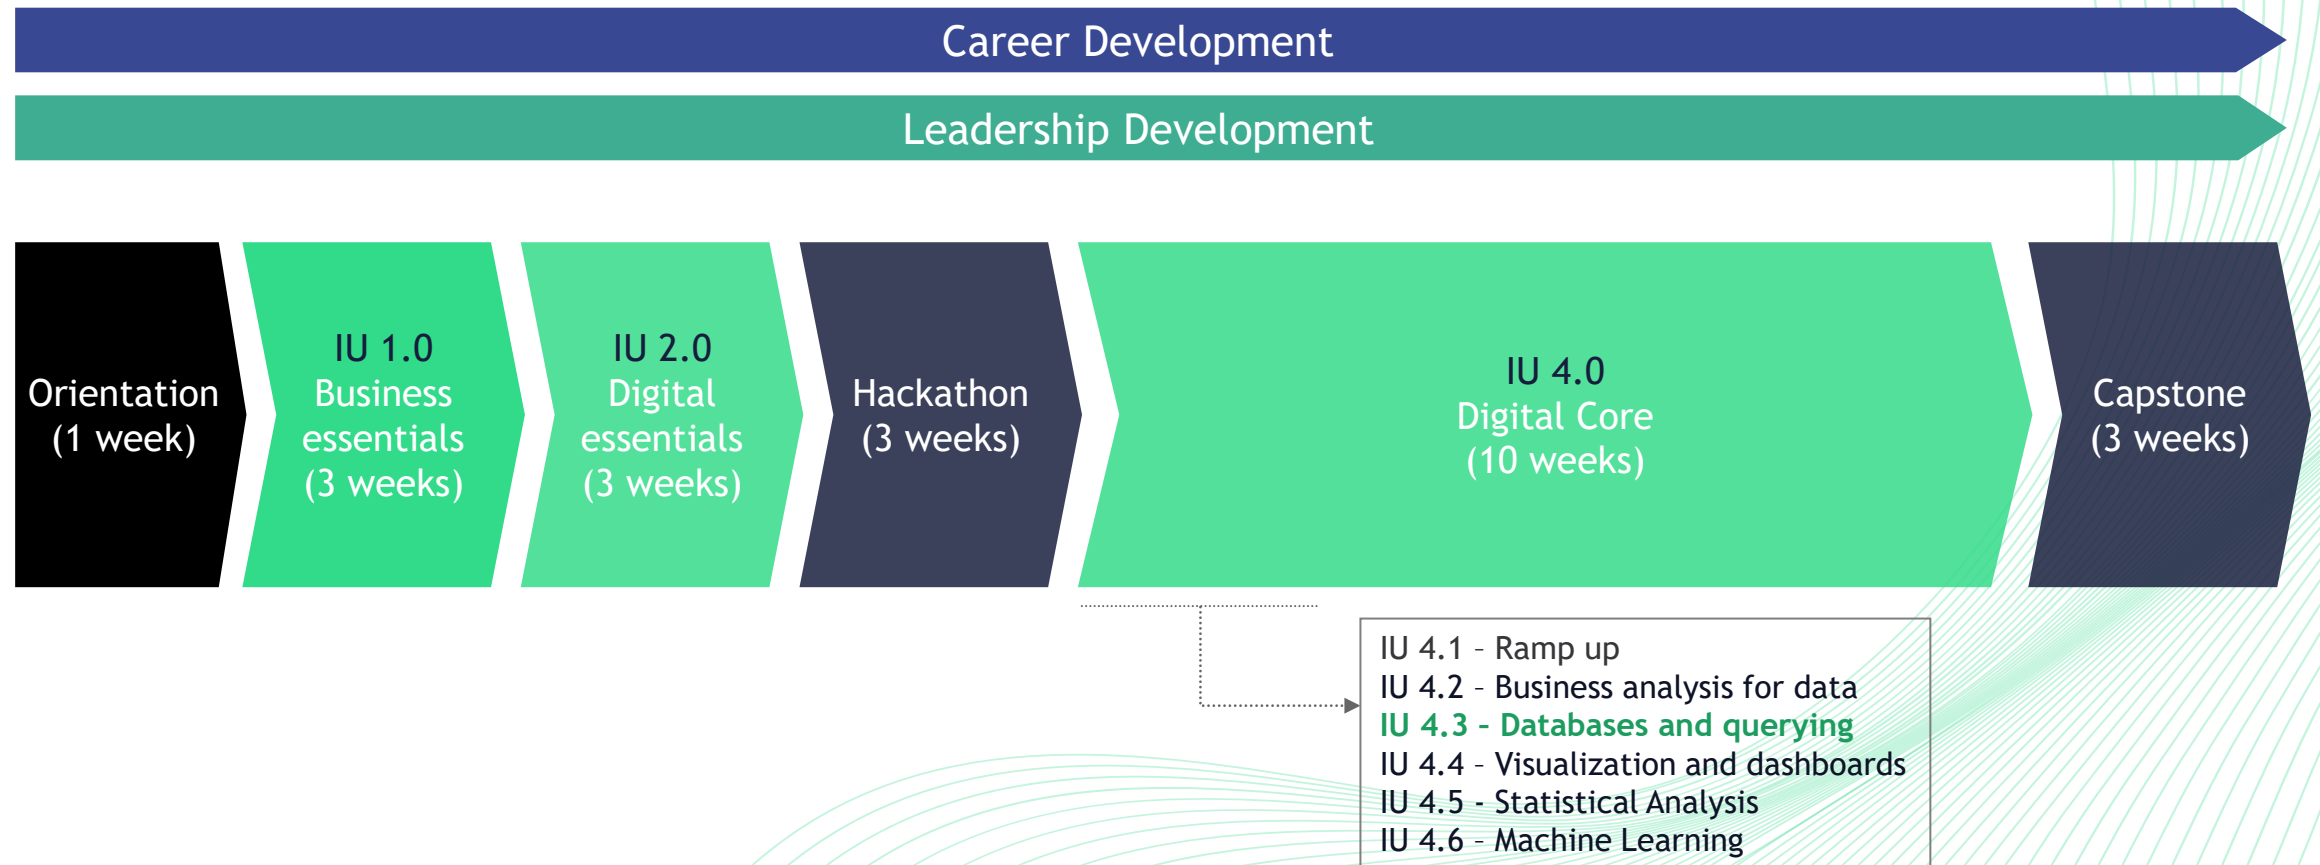 Career Development
Leadership Development
Orientation
(1 week)
IU 1.0
Business
essentials
(3 weeks)
IU 2.0
Digital
essentials
(3 weeks)
Hackathon
(3 weeks)
IU 4.0
Digital Core
(10 weeks)
Capstone
(3 weeks)
IU 4.1 – Ramp up
IU 4.2 – Business analysis for data
IU 4.3 – Databases and querying
IU 4.4 – Visualization and dashboards
IU 4.5 - Statistical Analysis
IU 4.6 – Machine Learning